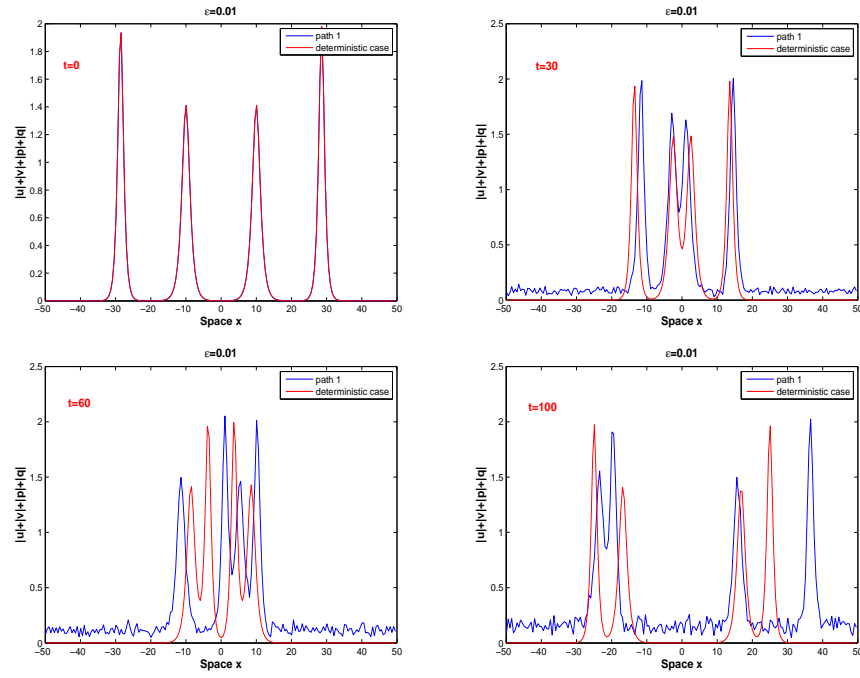 ε=0.01
|u|+|v|+|p|+|q|
2
1.8
1.6
1.4
1.2
1
0.8
0.6
0.4
0.2
0
t=0
path 1
deterministic case
−50 −40 −30 −20 −10 0 10 20 30 40 50
Space x
ε=0.01
|u|+|v|+|p|+|q|
2.5
2
1.5
1
0.5
0
t=30
path 1
deterministic case
−50 −40 −30 −20 −10 0 10 20 30 40 50
Space x
ε=0.01
|u|+|v|+|p|+|q|
2.5
2
1.5
1
0.5
0
t=60
path 1
deterministic case
−50 −40 −30 −20 −10 0 10 20 30 40 50
Space x
ε=0.01
|u|+|v|+|p|+|q|
2.5
2
1.5
1
0.5
0
t=100
path 1
deterministic case
−50 −40 −30 −20 −10 0 10 20 30 40 50
Space x